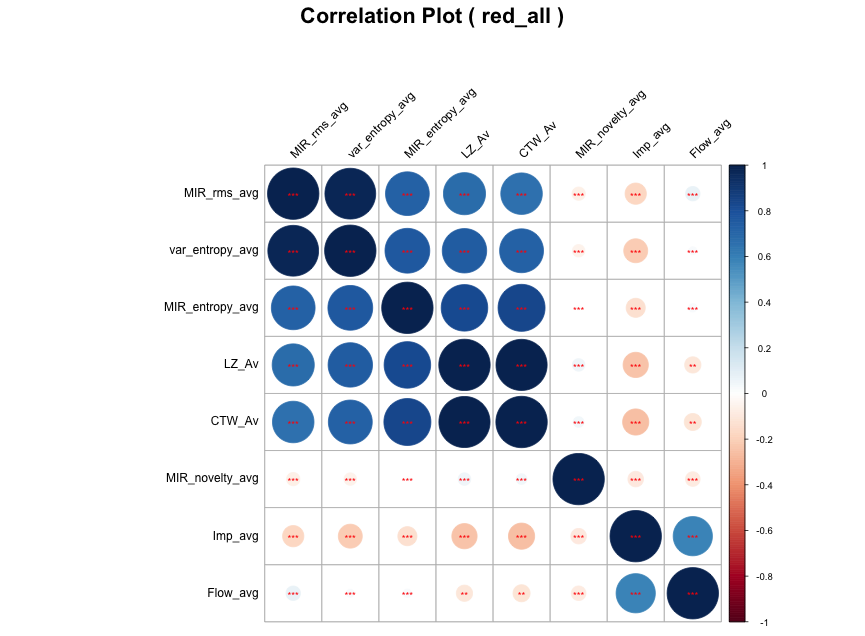 Correlation Plot ( red_all )
MIR_rms_avg var_entropy_avg MIR_entropy_avg LZ_Av CTW_Av MIR_novelty_avg Imp_avg Flow_avg
MIR_rms_avg *** *** *** *** *** *** *** ***
var_entropy_avg *** *** *** *** *** *** *** ***
MIR_entropy_avg *** *** *** *** *** *** *** ***
LZ_Av *** *** *** *** *** *** *** **
CTW_Av *** *** *** *** *** *** *** **
MIR_novelty_avg *** *** *** *** *** *** *** ***
Imp_avg *** *** *** *** *** *** *** ***
Flow_avg *** *** *** ** ** *** *** ***
1
0.8
0.6
0.4
0.2
0
-0.2
-0.4
-0.6
-0.8
-1